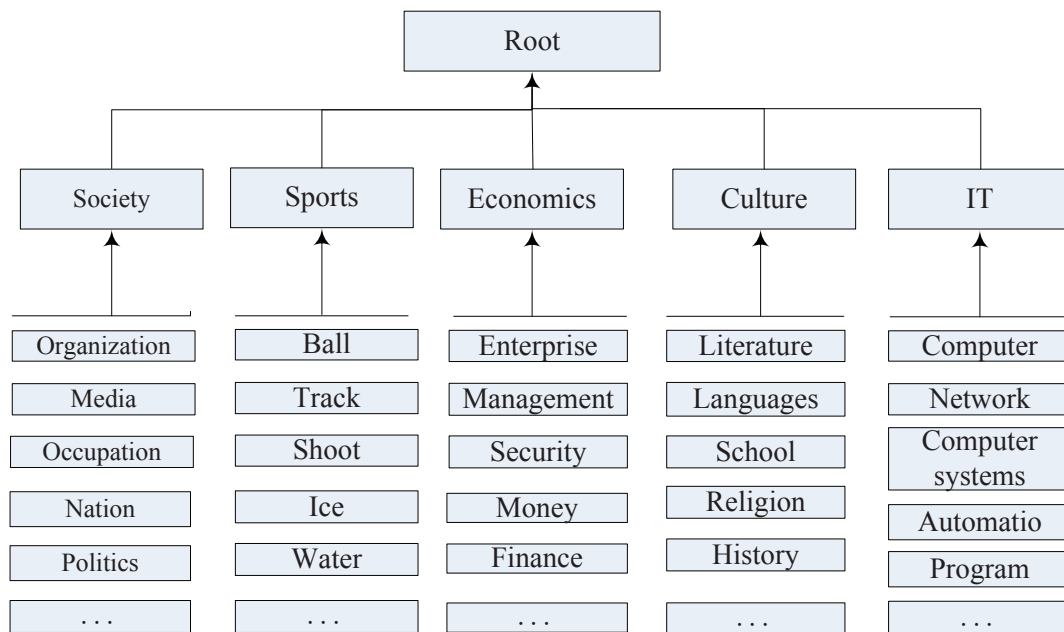 Root
Society
Sports
Economics
Culture
IT
Organization
Media
Occupation
Nation
Politics
...
Ball
Track
Shoot
Ice
Water
...
Enterprise
Management
Security
Money
Finance
...
Literature
Languages
School
Religion
History
...
Computer
Network
Computer
systems
Automatio
Program
...